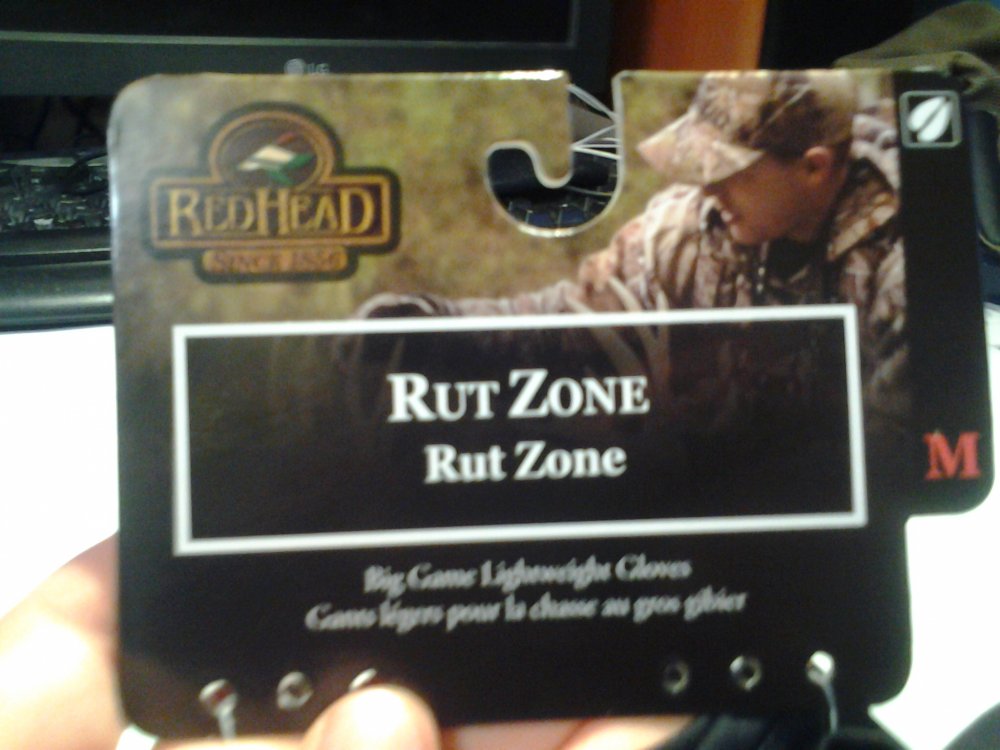 LG
REDHEAD
SINCE 1856
RUT ZONE
Rut Zone
M
Big Game Lightweight Gloves
Gants légers pour la chasse au gros gibier